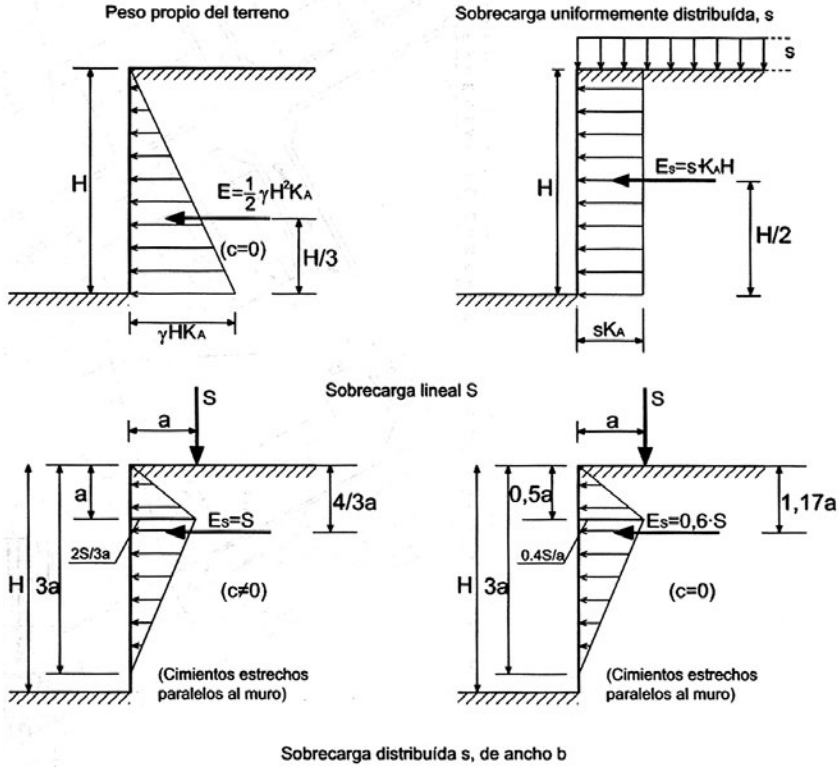 Peso propio del terreno
Sobrecarga uniformemente distribuída, s
s
H
E=1/2 γH²KA
(c=0)
H/3
γHKA
H
Es=s·KAH
H/2
sKA
Sobrecarga lineal S
S
a
a
4/3a
Es=S
2S/3a
H
3a
(c≠0)
(Cimientos estrechos
paralelos al muro)
S
a
0,5a
1,17a
Es=0,6·S
0.4S/a
H
3a
(c=0)
(Cimientos estrechos
paralelos al muro)
Sobrecarga distribuída s, de ancho b